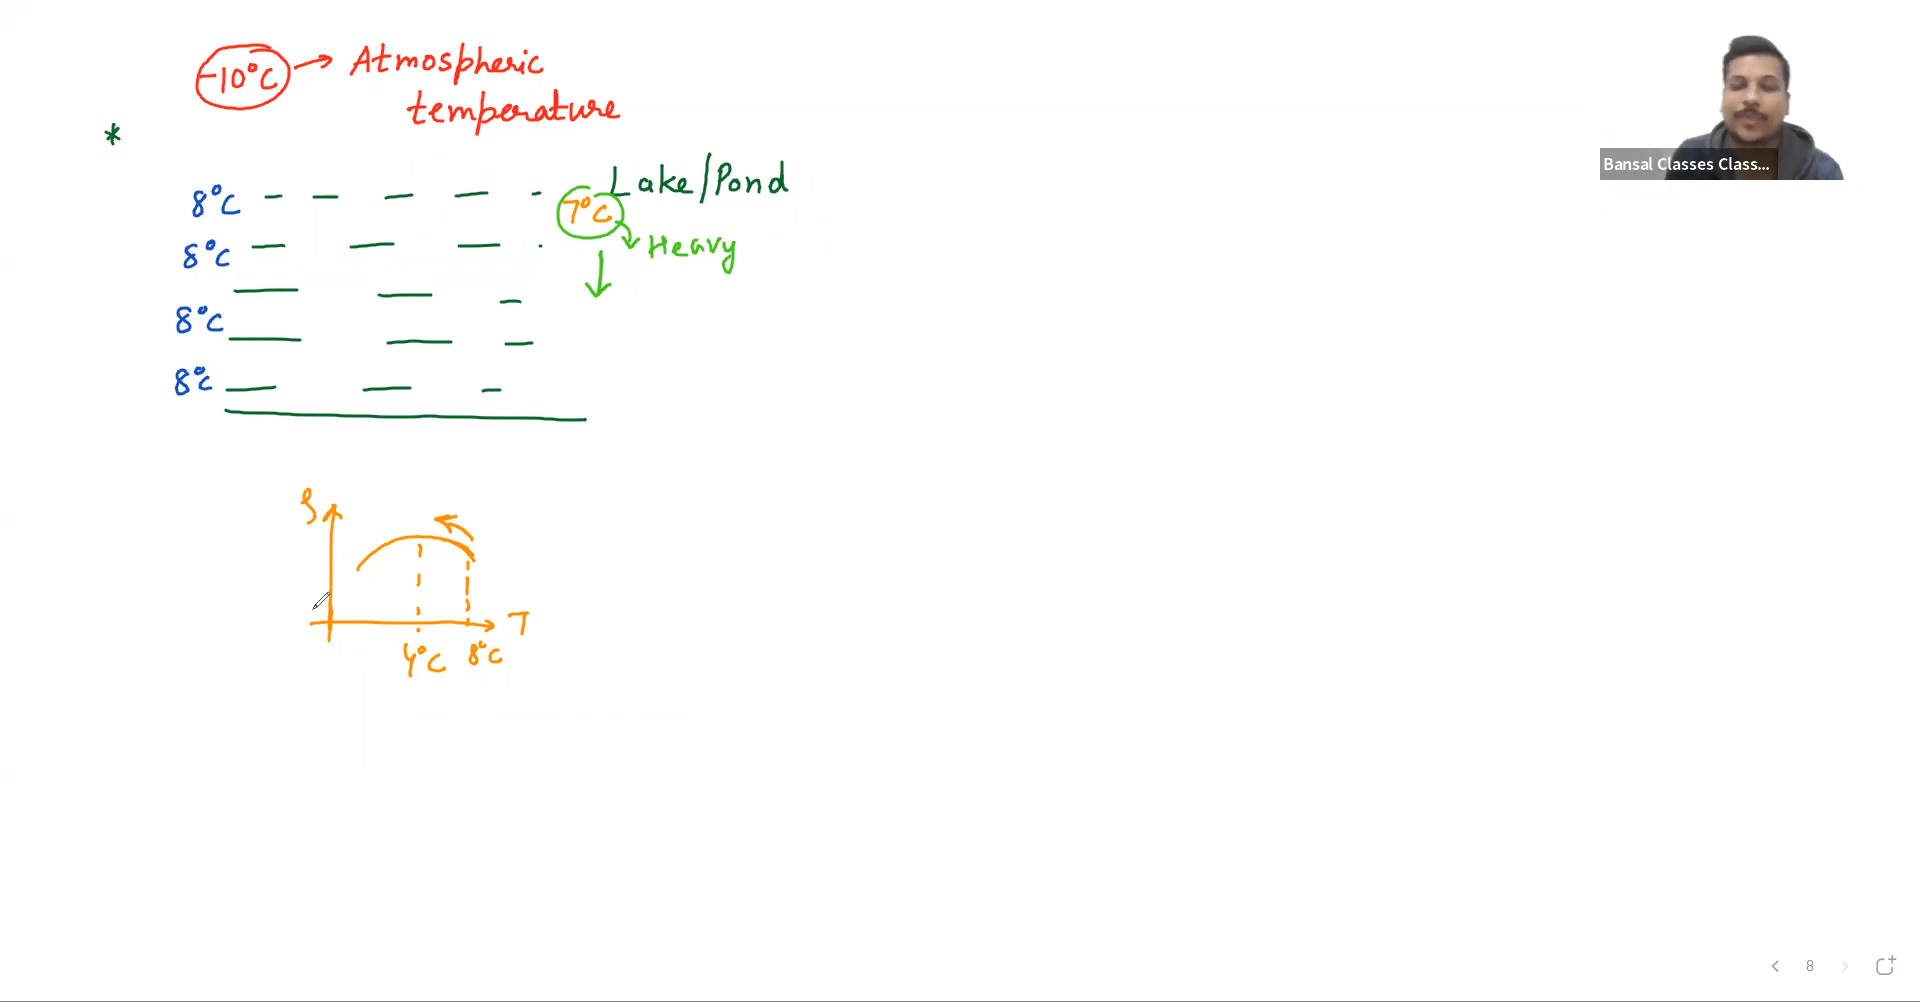 -10°C → Atmospheric
temperature
*
Lake/Pond
8°C
7°C
8°C
Heavy
8°C
8°C
ρ
T
4°C 8°C
Bansal Classes Class...
8